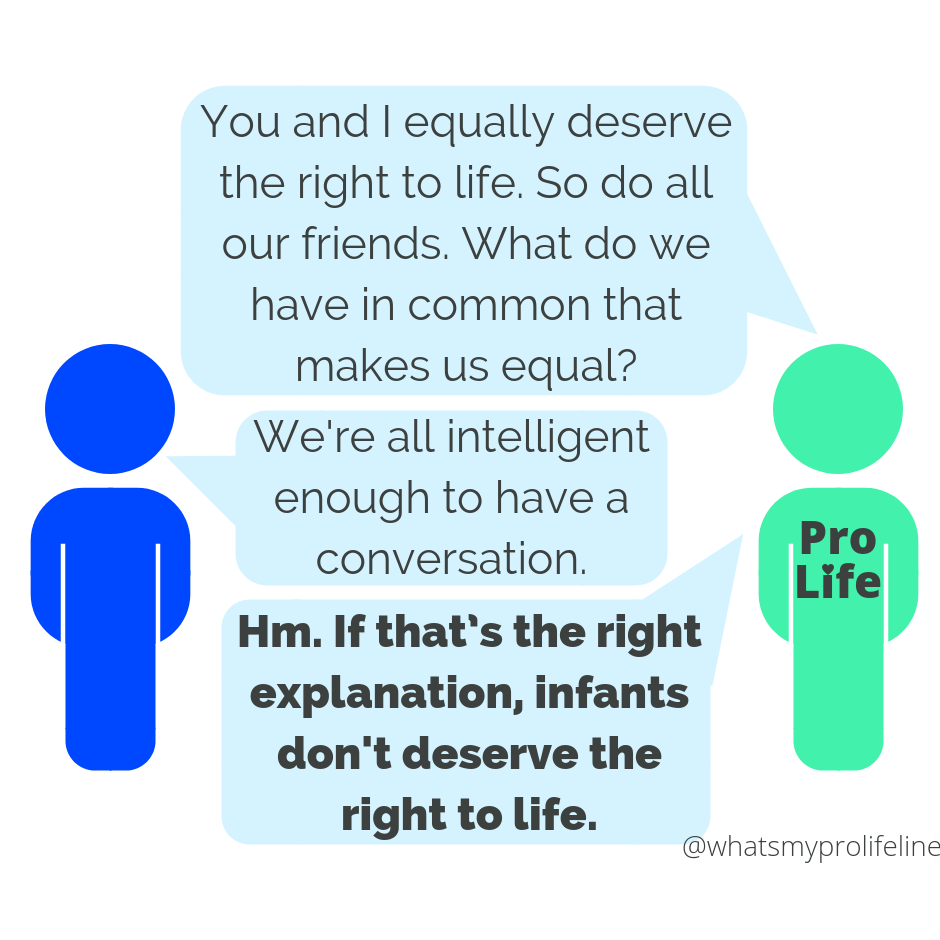 You and I equally deserve
the right to life. So do all
our friends. What do we
have in common that
makes us equal?
We're all intelligent
enough to have a
conversation.
Pro
Life
Hm. If that’s the right
explanation, infants
don't deserve the
right to life.
@whatsmyprolifeline